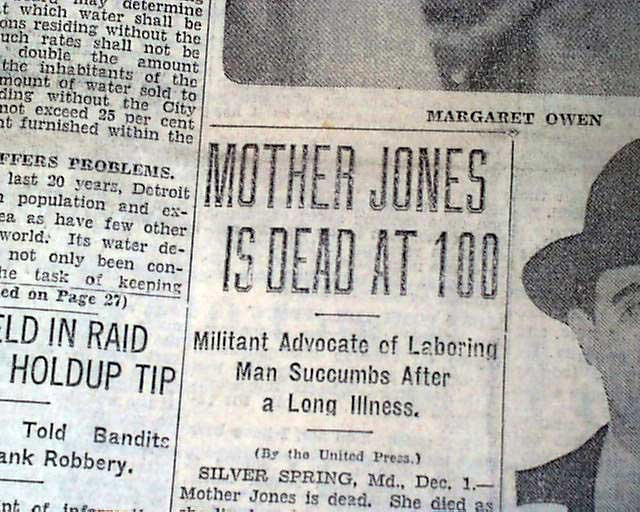 may determine
t which water shall be
ons residing without the
uch rates shall not be
double the amount
the inhabitants of the
mount of water sold to
ding without the City
not exceed 25 per cent
nt furnished within the
FFERS PROBLEMS.
last 20 years, Detroit
population and ex-
ea as have few other
world. Its water de-
not only been con-
he task of keeping
ed on Page 27)
ELD IN RAID
HOLDUP TIP
Told Bandits
ank Robbery.
nt of
MARGARET OWEN
MOTHER JONES
IS DEAD AT 100
Militant Advocate of Laboring
Man Succumbs After
a Long Illness.
(By the United Press.)
SILVER SPRING, Md., Dec. 1.—
Mother Jones is dead. She died as